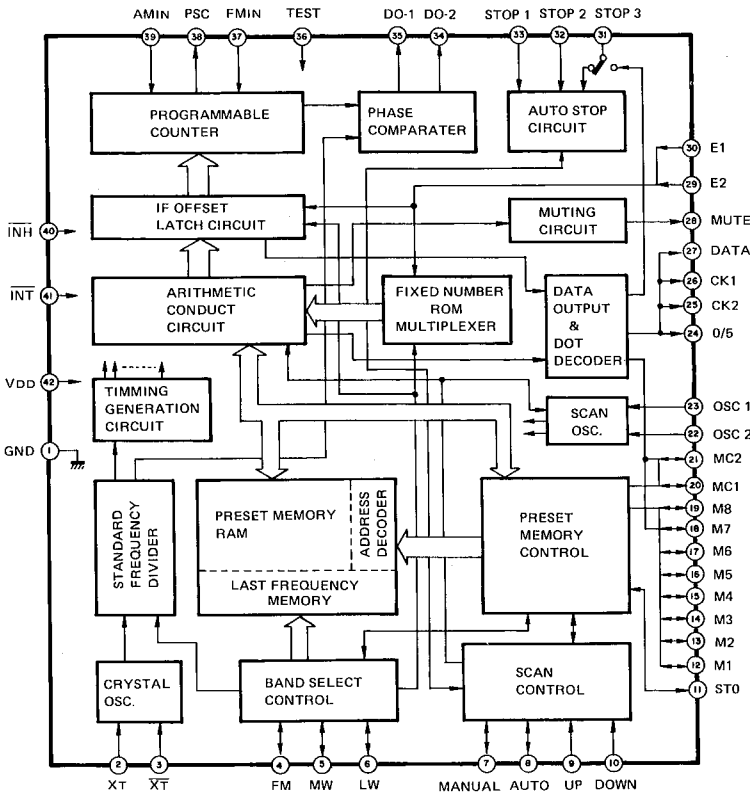 AMIN PSC FMIN TEST DO-1 DO-2 STOP 1 STOP 2 STOP 3
39 38 37 36 35 34 33 32 31
PROGRAMMABLE
COUNTER
PHASE
COMPARATER
AUTO STOP
CIRCUIT
30 E1
29 E2
IF OFFSET
LATCH CIRCUIT
MUTING
CIRCUIT
28 MUTE
INH 40
27 DATA
26 CK1
25 CK2
24 0/5
INT 41
ARITHMETIC
CONDUCT
CIRCUIT
FIXED NUMBER
ROM
MULTIPLEXER
DATA
OUTPUT
&
DOT
DECODER
VDD 42
TIMMING
GENERATION
CIRCUIT
SCAN
OSC.
23 OSC 1
22 OSC 2
GND 1
21 MC2
20 MC1
19 M8
18 M7
17 M6
16 M5
15 M4
14 M3
13 M2
12 M1
11 ST0
STANDARD
FREQUENCY
DIVIDER
PRESET MEMORY
RAM
ADDRESS
DECODER
LAST FREQUENCY
MEMORY
PRESET
MEMORY
CONTROL
CRYSTAL
OSC.
BAND SELECT
CONTROL
SCAN
CONTROL
2 3 4 5 6 7 8 9 10
XT XT FM MW LW MANUAL AUTO UP DOWN